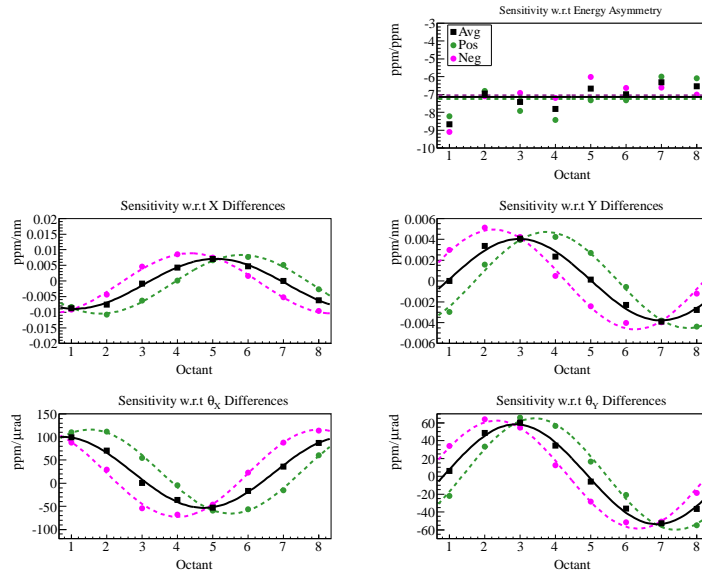 Sensitivity w.r.t Energy Asymmetry
ppm/ppm
-3
-4
-5
-6
-7
-8
-9
-10
Avg
Pos
Neg
1 2 3 4 5 6 7 8
Octant
Sensitivity w.r.t X Differences
ppm/nm
0.02
0.015
0.01
0.005
0
-0.005
-0.01
-0.015
-0.02
1 2 3 4 5 6 7 8
Octant
Sensitivity w.r.t Y Differences
ppm/nm
0.006
0.004
0.002
0
-0.002
-0.004
-0.006
1 2 3 4 5 6 7 8
Octant
Sensitivity w.r.t θX Differences
ppm/μrad
150
100
50
0
-50
-100
1 2 3 4 5 6 7 8
Octant
Sensitivity w.r.t θY Differences
ppm/μrad
60
40
20
0
-20
-40
-60
1 2 3 4 5 6 7 8
Octant